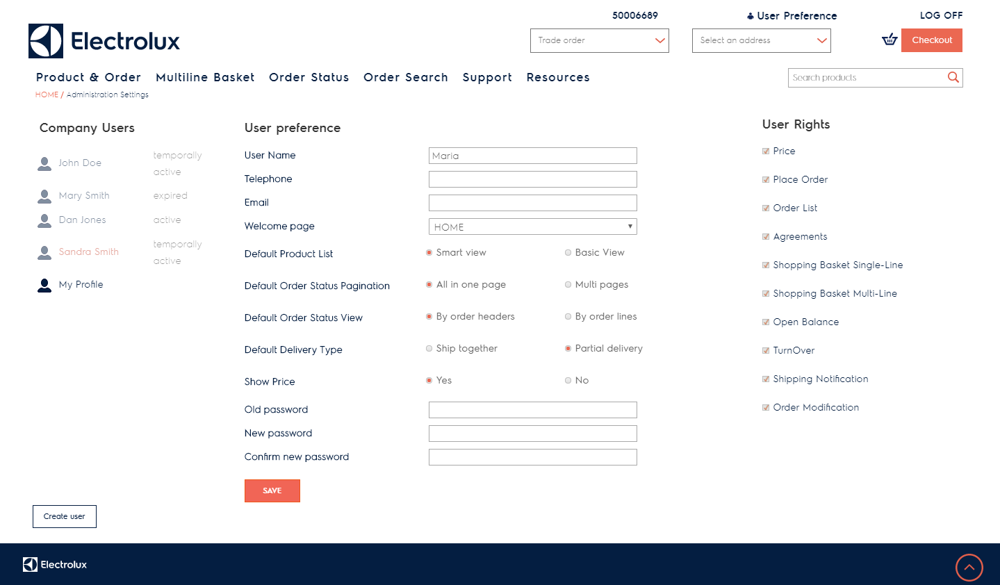 50006689
User Preference
LOG OFF
Electrolux
Trade order
Select an address
Checkout
Product & Order
Multiline Basket
Order Status
Order Search
Support
Resources
Search products
HOME / Administration Settings
Company Users
John Doe
temporally
active
Mary Smith
expired
Dan Jones
active
Sandra Smith
temporally
active
My Profile
Create user
User preference
User Name
Maria
Telephone
Email
Welcome page
HOME
Default Product List
Smart view
Basic View
Default Order Status Pagination
All in one page
Multi pages
Default Order Status View
By order headers
By order lines
Default Delivery Type
Ship together
Partial delivery
Show Price
Yes
No
Old password
New password
Confirm new password
SAVE
User Rights
Price
Place Order
Order List
Agreements
Shopping Basket Single-Line
Shopping Basket Multi-Line
Open Balance
TurnOver
Shipping Notification
Order Modification
Electrolux